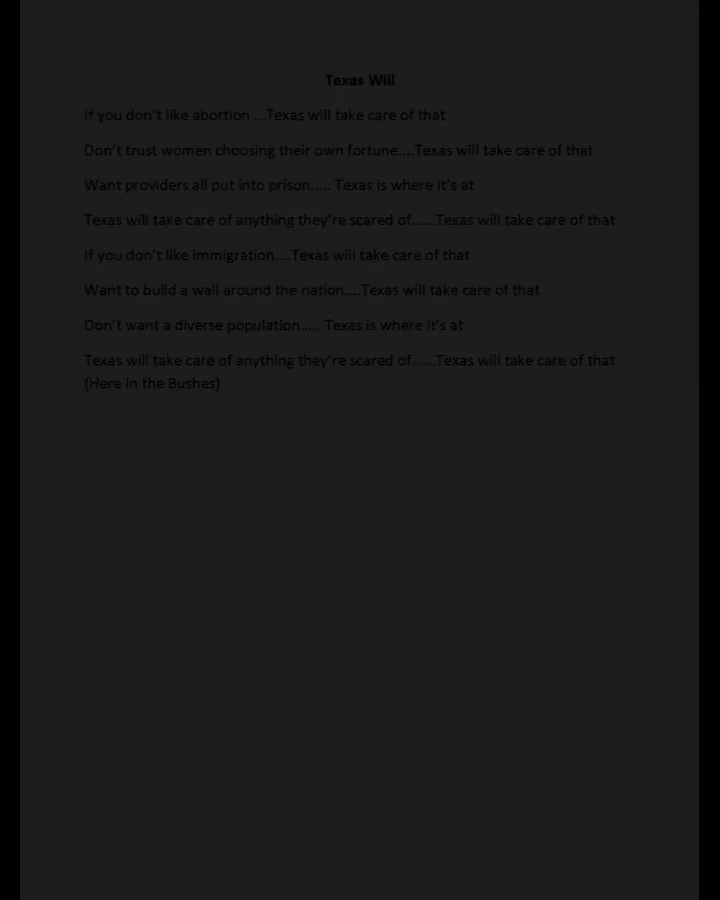 Texas Will
If you don't like abortion ...Texas will take care of that
Don't trust women choosing their own fortune....Texas will take care of that
Want providers all put into prison..... Texas is where it's at
Texas will take care of anything they're scared of......Texas will take care of that
If you don't like immigration....Texas will take care of that
Want to build a wall around the nation....Texas will take care of that
Don't want a diverse population..... Texas is where it's at
Texas will take care of anything they're scared of......Texas will take care of that
(Here in the Bushes)